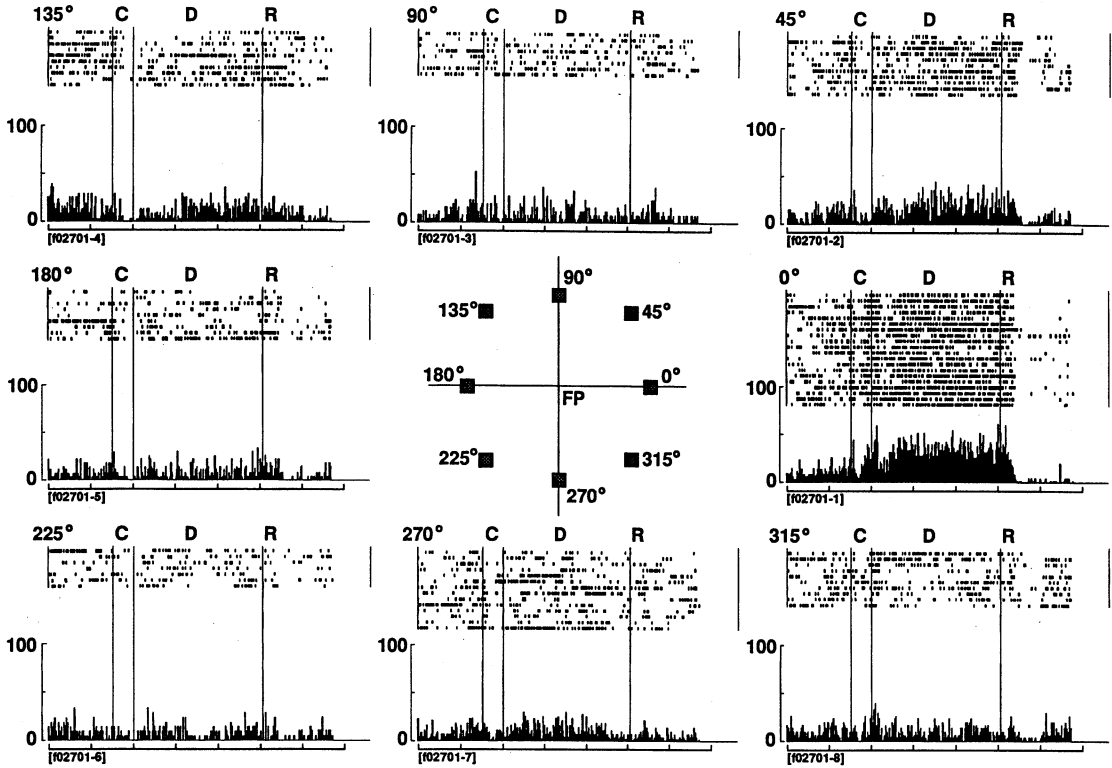 135° C D R
100
0
[f02701-4]
90° C D R
100
0
[f02701-3]
45° C D R
100
0
[f02701-2]
180° C D R
100
0
[f02701-5]
90°
135°
45°
180°
0°
FP
225°
315°
270°
0° C D R
100
0
[f02701-1]
225° C D R
100
0
[f02701-6]
270° C D R
100
0
[f02701-7]
315° C D R
100
0
[f02701-8]